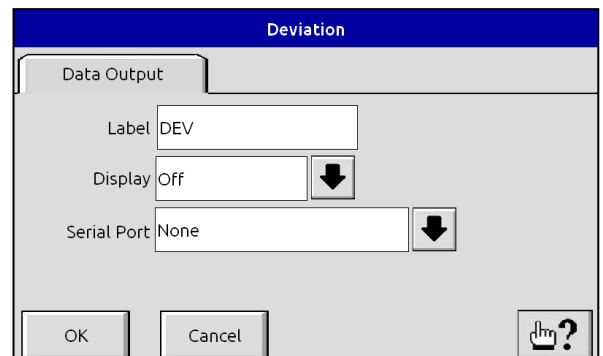 Deviation
Data Output
Label DEV
Display Off
Serial Port None
OK Cancel ?